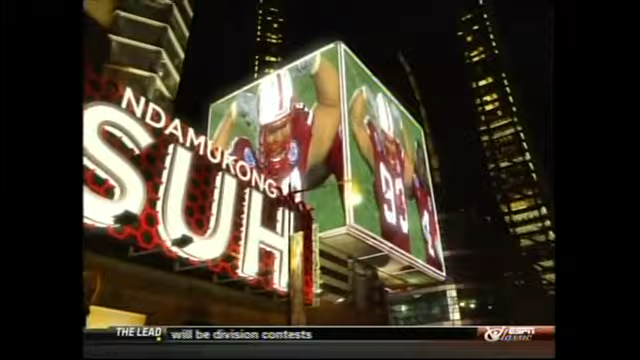 NDAMUKONG
SUH
93
THE LEAD will be division contests
ESPN
Classic